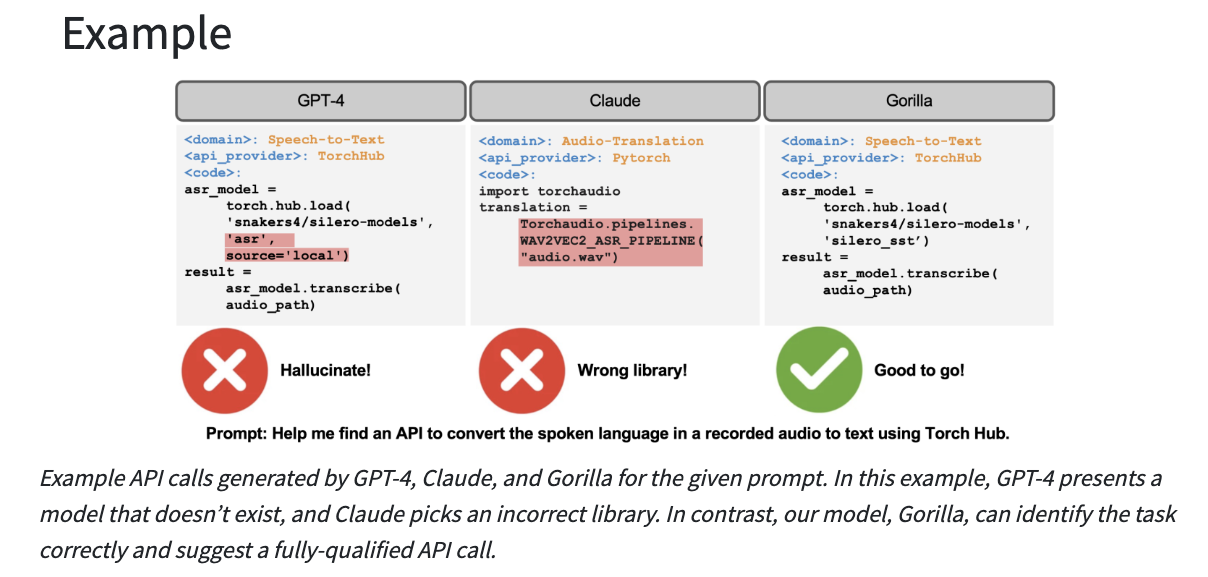 Example
GPT-4
Claude
Gorilla
<domain>: Speech-to-Text
<api_provider>: TorchHub
<code>:
asr_model =
torch.hub.load(
'snakers4/silero-models',
'asr',
source='local')
result =
asr_model.transcribe(
audio_path)
<domain>: Audio-Translation
<api_provider>: Pytorch
<code>:
import torchaudio
translation =
Torchaudio.pipelines.
WAV2VEC2_ASR_PIPELINE(
"audio.wav")
<domain>: Speech-to-Text
<api_provider>: TorchHub
<code>:
asr_model =
torch.hub.load(
'snakers4/silero-models',
'silero_sst’)
result =
asr_model.transcribe(
audio_path)
Hallucinate!
Wrong library!
Good to go!
Prompt: Help me find an API to convert the spoken language in a recorded audio to text using Torch Hub.
Example API calls generated by GPT-4, Claude, and Gorilla for the given prompt. In this example, GPT-4 presents a
model that doesn’t exist, and Claude picks an incorrect library. In contrast, our model, Gorilla, can identify the task
correctly and suggest a fully-qualified API call.